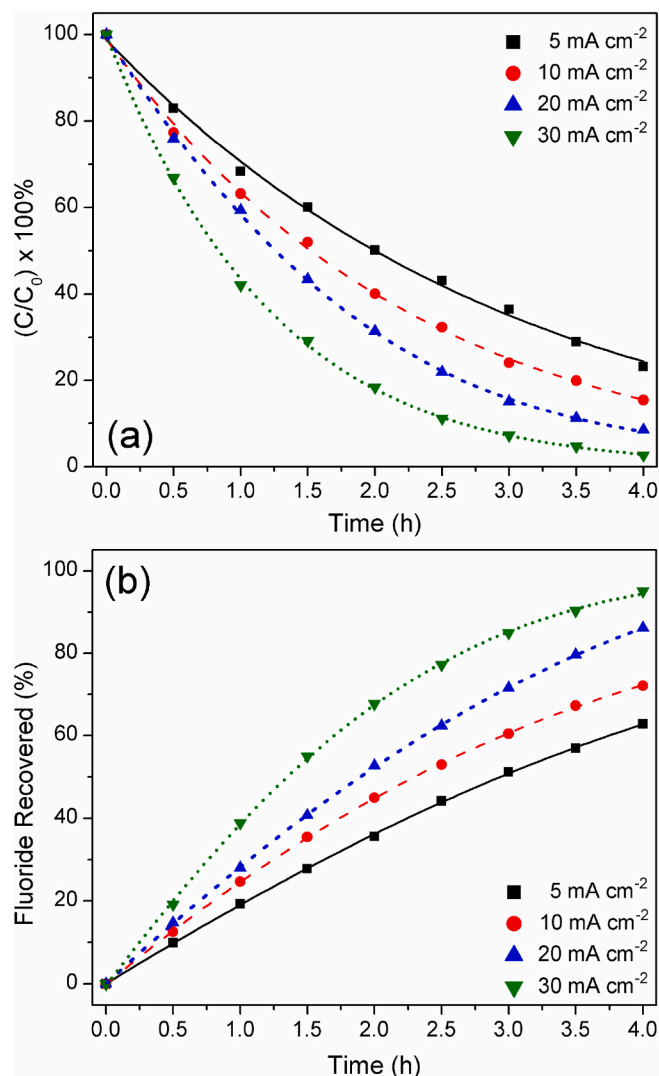 100
80
60
40
20
0
(C/C₀) x 100%
5 mA cm⁻²
10 mA cm⁻²
20 mA cm⁻²
30 mA cm⁻²
(a)
0.0 0.5 1.0 1.5 2.0 2.5 3.0 3.5 4.0
Time (h)
(b)
100
80
60
40
20
0
Fluoride Recovered (%)
5 mA cm⁻²
10 mA cm⁻²
20 mA cm⁻²
30 mA cm⁻²
0.0 0.5 1.0 1.5 2.0 2.5 3.0 3.5 4.0
Time (h)